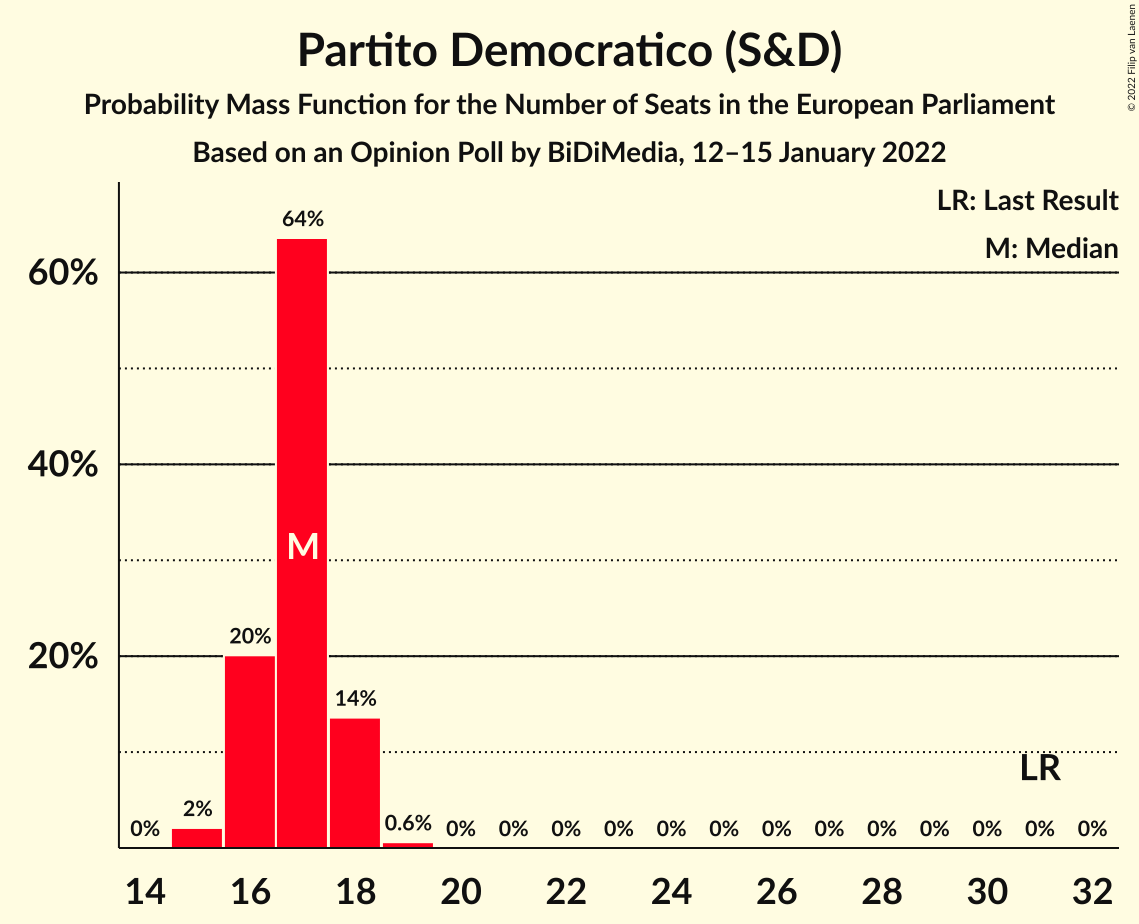 Partito Democratico (S&D)
Probability Mass Function for the Number of Seats in the European Parliament
Based on an Opinion Poll by BiDiMedia, 12–15 January 2022
© 2022 Filip van Laenen
LR: Last Result
M: Median
60%
40%
20%
0% 2% 20% 64% 14% 0.6% 0% 0% 0% 0% 0% 0% 0% 0% 0% 0% 0% 0% 0%
M
LR
14 16 18 20 22 24 26 28 30 32